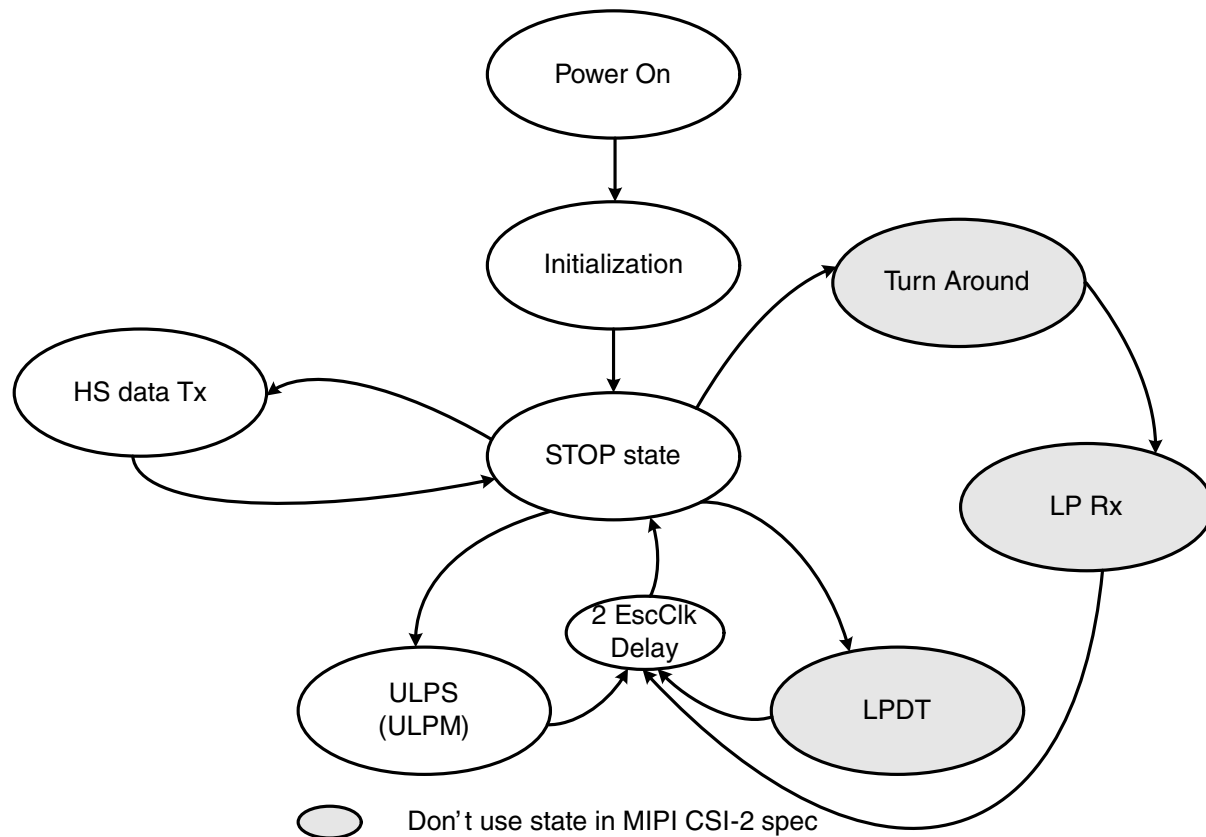 Power On
Initialization
Turn Around
HS data Tx
STOP state
LP Rx
2 EscClk
Delay
ULPS
(ULPM)
LPDT
Don't use state in MIPI CSI-2 spec